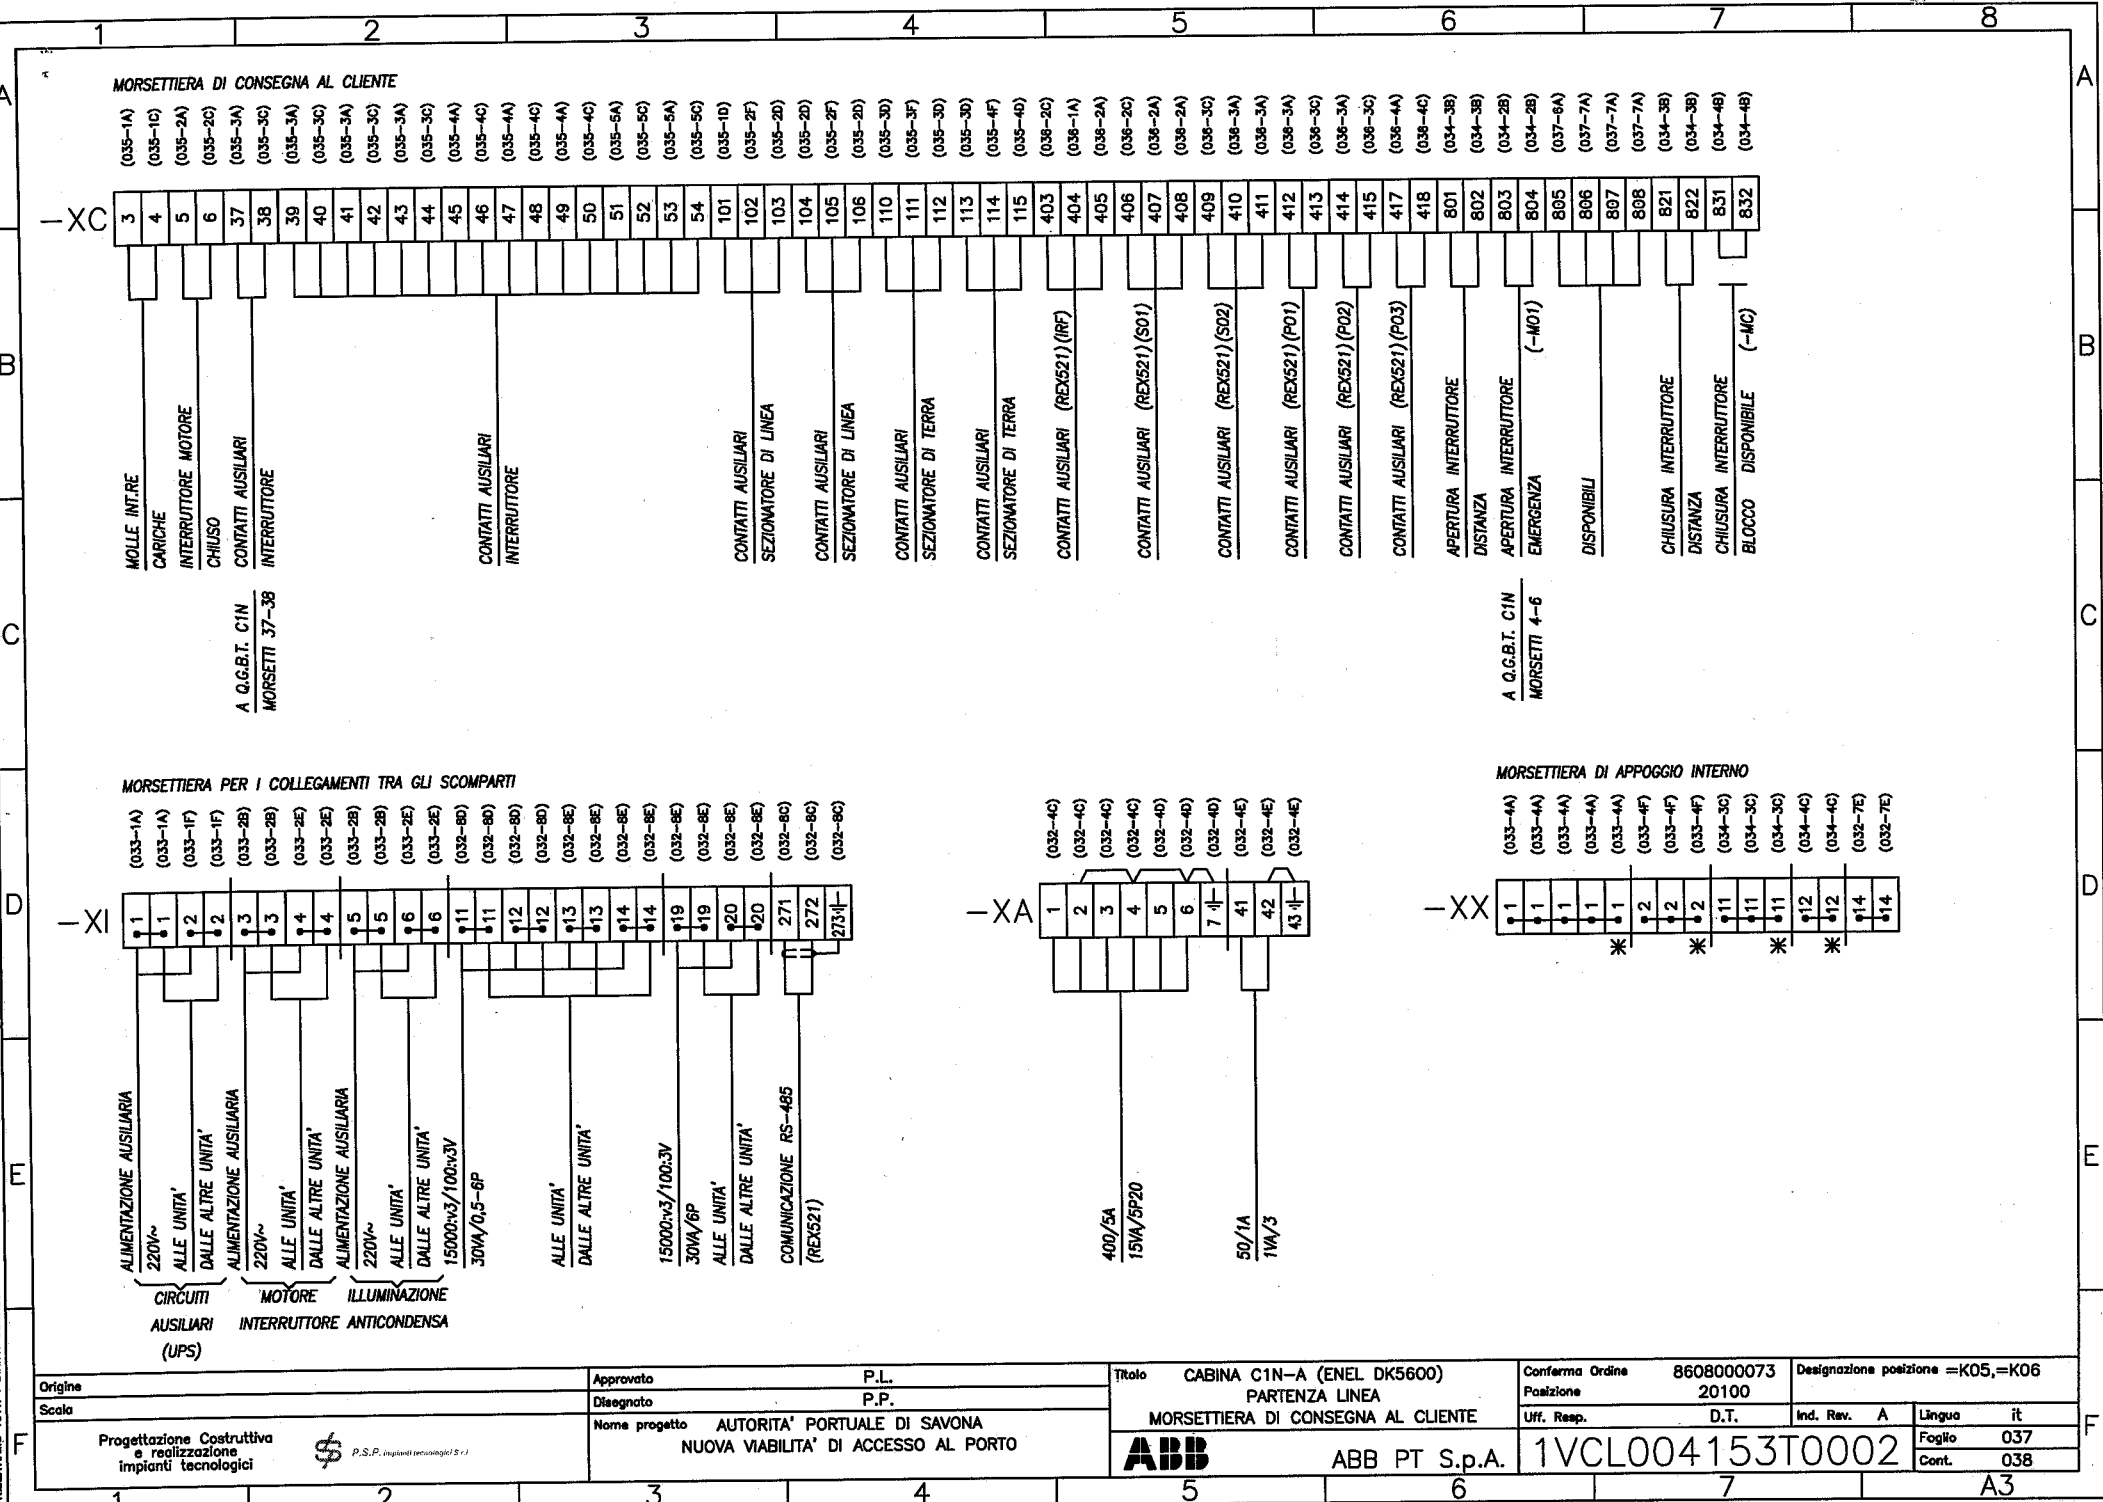 1 2 3 4 5 6 7 8
A
MORSETTIERA DI CONSEGNA AL CLIENTE
(035-1A) (035-1C) (035-2A) (035-2C) (035-3A) (035-3C) (035-3A) (035-3C) (035-3A) (035-3C) (035-3A) (035-3C) (035-4A) (035-4C) (035-4A) (035-4C) (035-4A) (035-4C) (035-5A) (035-5C) (035-5A) (035-5C) (035-1D) (035-2F) (035-2D) (035-2D) (035-2F) (035-2D) (035-3D) (035-3F) (035-3D) (035-3D) (035-4F) (035-4D) (036-2C) (036-1A) (036-2A) (036-2C) (036-2A) (036-2A) (036-3C) (036-3A) (036-3A) (036-3A) (036-3C) (036-3A) (036-3C) (036-4A) (036-4C) (034-3B) (034-3B) (034-2B) (034-2B) (037-6A) (037-7A) (037-7A) (037-7A) (034-3B) (034-3B) (034-4B) (034-4B)
-XC 3 4 5 6 37 38 39 40 41 42 43 44 45 46 47 48 49 50 51 52 53 54 101 102 103 104 105 106 110 111 112 113 114 115 403 404 405 406 407 408 409 410 411 412 413 414 415 417 418 801 802 803 804 805 806 807 808 821 822 831 832
B
MOLLE INT.RE
CARICHE
INTERRUTTORE MOTORE
CHIUSO
CONTATTI AUSILIARI
INTERRUTTORE
CONTATTI AUSILIARI
INTERRUTTORE
CONTATTI AUSILIARI
SEZIONATORE DI LINEA
CONTATTI AUSILIARI
SEZIONATORE DI LINEA
CONTATTI AUSILIARI
SEZIONATORE DI TERRA
CONTATTI AUSILIARI
SEZIONATORE DI TERRA
CONTATTI AUSILIARI (REX521)(IRF)
CONTATTI AUSILIARI (REX521)(SO1)
CONTATTI AUSILIARI (REX521)(SO2)
CONTATTI AUSILIARI (REX521)(PO1)
CONTATTI AUSILIARI (REX521)(PO2)
CONTATTI AUSILIARI (REX521)(PO3)
APERTURA INTERRUTTORE
DISTANZA
APERTURA INTERRUTTORE
EMERGENZA (-MO1)
DISPONIBILI
CHIUSURA INTERRUTTORE
DISTANZA
CHIUSURA INTERRUTTORE
BLOCCO DISPONIBILE (-MC)
C
A Q.G.B.T. C1N
MORSETTI 37-38
A Q.G.B.T. C1N
MORSETTI 4-6
MORSETTIERA PER I COLLEGAMENTI TRA GLI SCOMPARTI
(033-1A) (033-1A) (033-1F) (033-1F) (033-2B) (033-2B) (033-2E) (033-2E) (033-2B) (033-2B) (033-2E) (033-2E) (032-8D) (032-8D) (032-8D) (032-8D) (032-8E) (032-8E) (032-8E) (032-8E) (032-8E) (032-8E) (032-8E) (032-8E) (032-8C) (032-8C) (032-8C)
D
-XI 1 1 2 2 3 3 4 4 5 5 6 6 11 11 12 12 13 13 14 14 19 19 20 20 271 272 273
(032-4C) (032-4C) (032-4C) (032-4C) (032-4D) (032-4D) (032-4D) (032-4E) (032-4E) (032-4E)
-XA 1 2 3 4 5 6 7 41 42 43
MORSETTIERA DI APPOGGIO INTERNO
(033-4A) (033-4A) (033-4A) (033-4A) (033-4A) (033-4F) (033-4F) (033-4F) (034-3C) (034-3C) (034-3C) (034-4C) (034-4C) (032-7E) (032-7E)
-XX 1 1 1 1 1 2 2 2 11 11 11 12 12 14 14
* * * *
E
ALIMENTAZIONE AUSILIARIA
220V~
ALLE UNITA'
DALLE ALTRE UNITA'
ALIMENTAZIONE AUSILIARIA
220V~
ALLE UNITA'
DALLE ALTRE UNITA'
ALIMENTAZIONE AUSILIARIA
220V~
ALLE UNITA'
DALLE ALTRE UNITA'
15000:v3/100:v3V
30VA/0,5-6P
ALLE UNITA'
DALLE ALTRE UNITA'
15000:v3/100:3V
30VA/6P
ALLE UNITA'
DALLE ALTRE UNITA'
COMUNICAZIONE RS-485
(REX521)
400/5A
15VA/5P20
50/1A
1VA/3
CIRCUITI
AUSILIARI
(UPS)
MOTORE
INTERRUTTORE
ILLUMINAZIONE
ANTICONDENSA
F
Origine
Scala
Progettazione Costruttiva
e realizzazione
impianti tecnologici
P.S.P. impianti tecnologici S.r.l
Approvato P.L.
Disegnato P.P.
Nome progetto AUTORITA' PORTUALE DI SAVONA
NUOVA VIABILITA' DI ACCESSO AL PORTO
Titolo CABINA C1N-A (ENEL DK5600)
PARTENZA LINEA
MORSETTIERA DI CONSEGNA AL CLIENTE
ABB ABB PT S.p.A.
Conferma Ordine 8608000073
Posizione 20100
Uff. Resp. D.T.
Designazione posizione =K05,=K06
Ind. Rev. A
Lingua it
1VCL004153T0002
Foglio 037
Cont. 038
1 2 3 4 5 6 7 A3